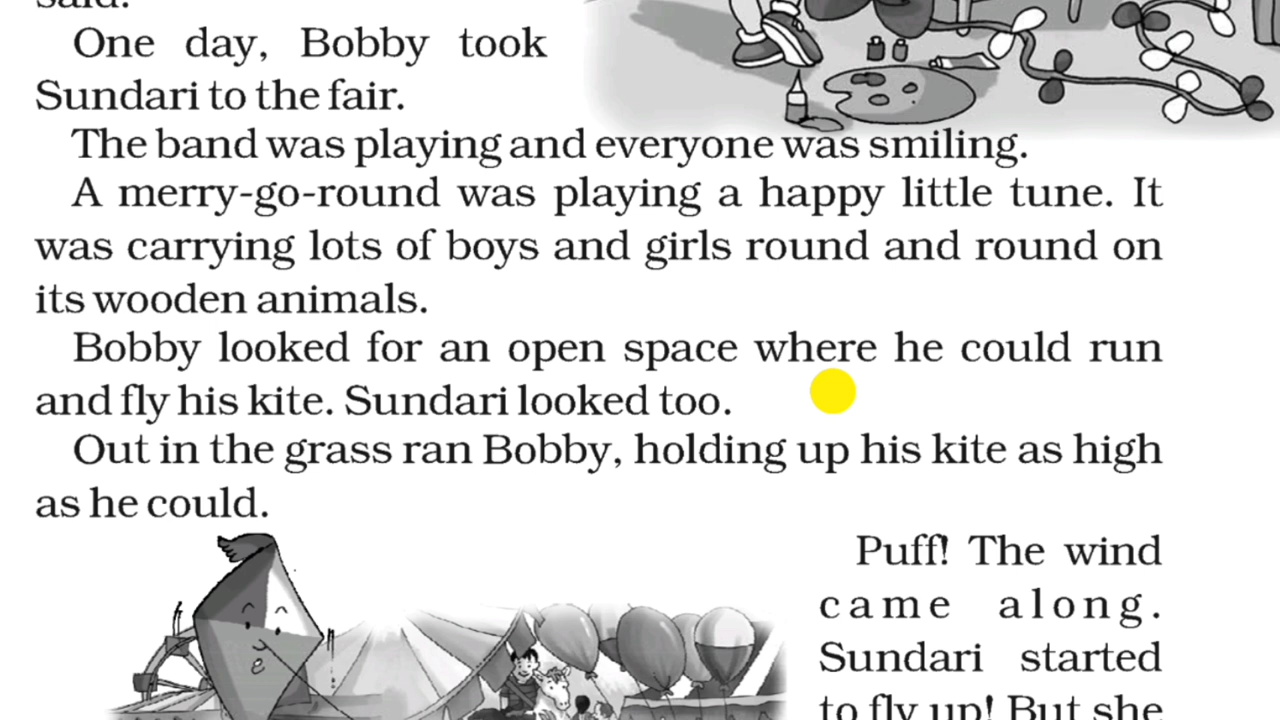 said.
One day, Bobby took
Sundari to the fair.
The band was playing and everyone was smiling.
A merry-go-round was playing a happy little tune. It
was carrying lots of boys and girls round and round on
its wooden animals.
Bobby looked for an open space where he could run
and fly his kite. Sundari looked too.
Out in the grass ran Bobby, holding up his kite as high
as he could.
Puff! The wind
came along.
Sundari started
to fly up! But she